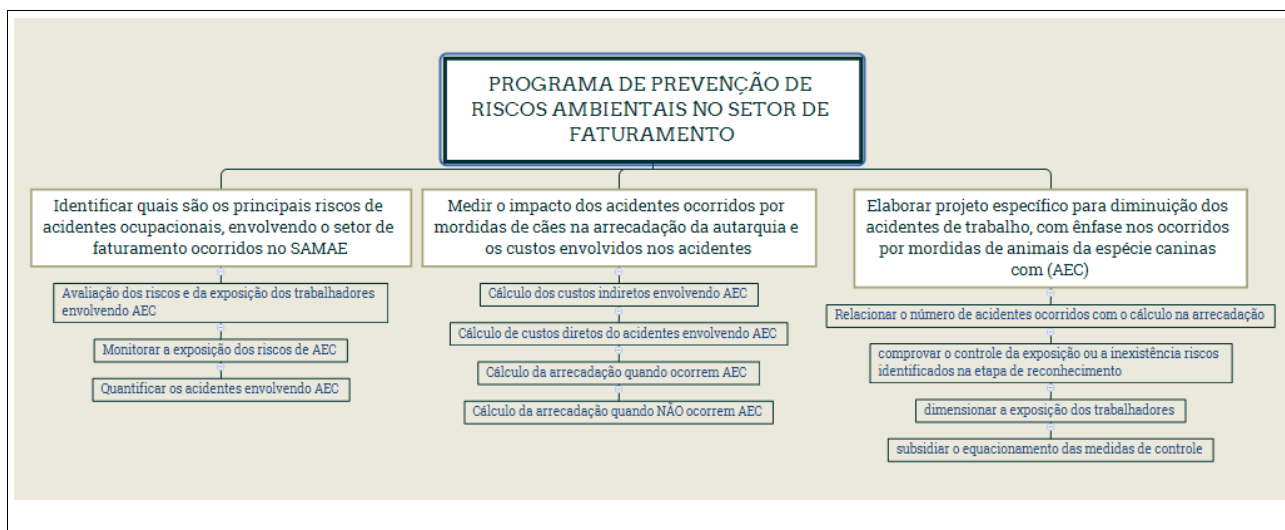 PROGRAMA DE PREVENÇÃO DE
RISCOS AMBIENTAIS NO SETOR DE
FATURAMENTO
Identificar quais são os principais riscos de
acidentes ocupacionais, envolvendo o setor de
faturamento ocorridos no SAMAE
Avaliação dos riscos e da exposição dos trabalhadores
envolvendo AEC
Monitorar a exposição dos riscos de AEC
Quantificar os acidentes envolvendo AEC
Medir o impacto dos acidentes ocorridos por
mordidas de cães na arrecadação da autarquia e
os custos envolvidos nos acidentes
Cálculo dos custos indiretos envolvendo AEC
Cálculo de custos diretos do acidentes envolvendo AEC
Cálculo da arrecadação quando ocorrem AEC
Cálculo da arrecadação quando NÃO ocorrem AEC
Elaborar projeto específico para diminuição dos
acidentes de trabalho, com ênfase nos ocorridos
por mordidas de animais da espécie caninas
com (AEC)
Relacionar o número de acidentes ocorridos com o cálculo na arrecadação
comprovar o controle da exposição ou a inexistência riscos
identificados na etapa de reconhecimento
dimensionar a exposição dos trabalhadores
subsidiar o equacionamento das medidas de controle